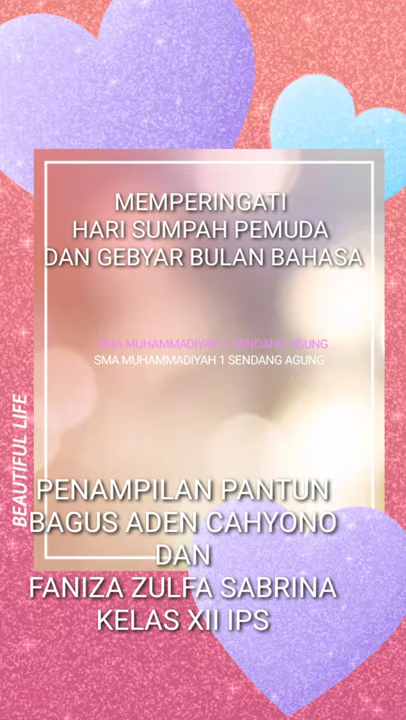 MEMPERINGATI
HARI SUMPAH PEMUDA
DAN GEBYAR BULAN BAHASA
SMA MUHAMMADIYAH 1 SENDANG AGUNG
SMA MUHAMMADIYAH 1 SENDANG AGUNG
BEAUTIFUL LIFE
PENAMPILAN PANTUN
BAGUS ADEN CAHYONO
DAN
FANIZA ZULFA SABRINA
KELAS XII IPS